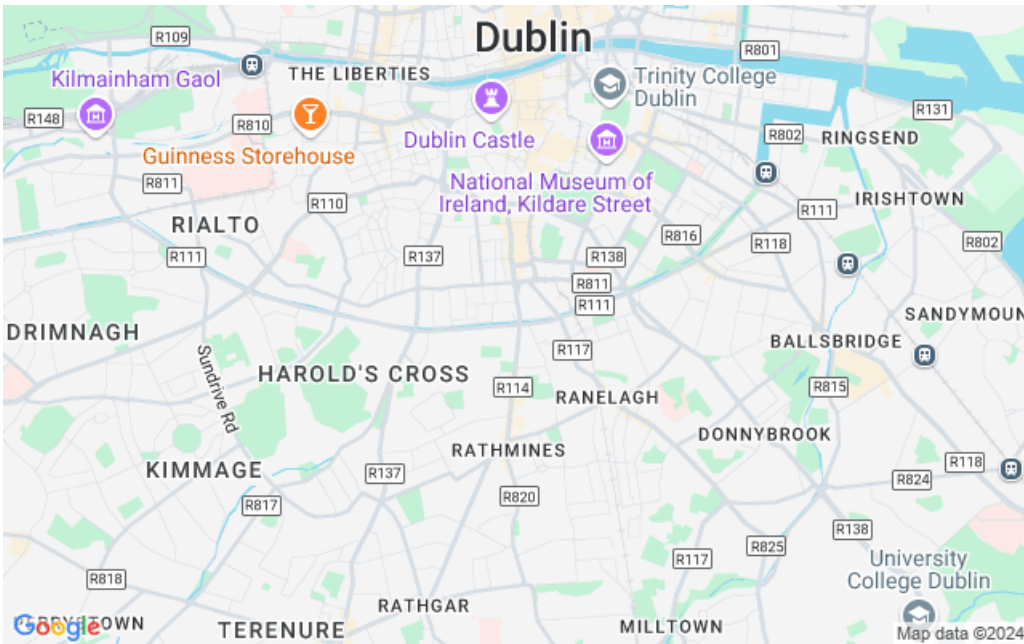 Dublin
R109
R801
Kilmainham Gaol
THE LIBERTIES
Trinity College
Dublin
R148
R810
R131
Dublin Castle
R802
RINGSEND
Guinness Storehouse
National Museum of
Ireland, Kildare Street
R811
R110
R111
IRISHTOWN
RIALTO
R816
R118
R802
R111
R137
R138
R811
R111
SANDYMOUN
DRIMNAGH
BALLSBRIDGE
R117
Sundrive Rd
HAROLD'S CROSS
R114
R815
RANELAGH
DONNYBROOK
RATHMINES
KIMMAGE
R137
R118
R824
R820
R817
R138
R825
R117
University
College Dublin
R818
RATHGAR
Google
TOWN
TERENURE
MILLTOWN
Map data ©2024